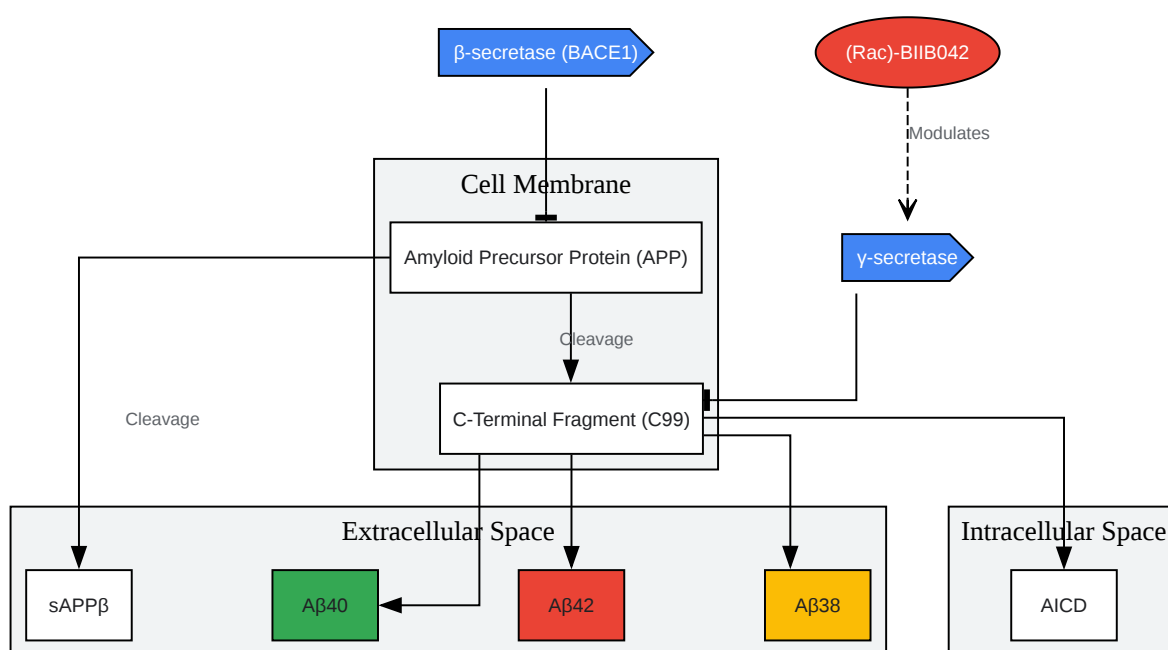 β-secretase (BACE1)
(Rac)-BIIB042
Modulates
Cell Membrane
Amyloid Precursor Protein (APP)
γ-secretase
Cleavage
C-Terminal Fragment (C99)
Cleavage
Extracellular Space
Intracellular Space
sAPPβ
Aβ40
Aβ42
Aβ38
AICD